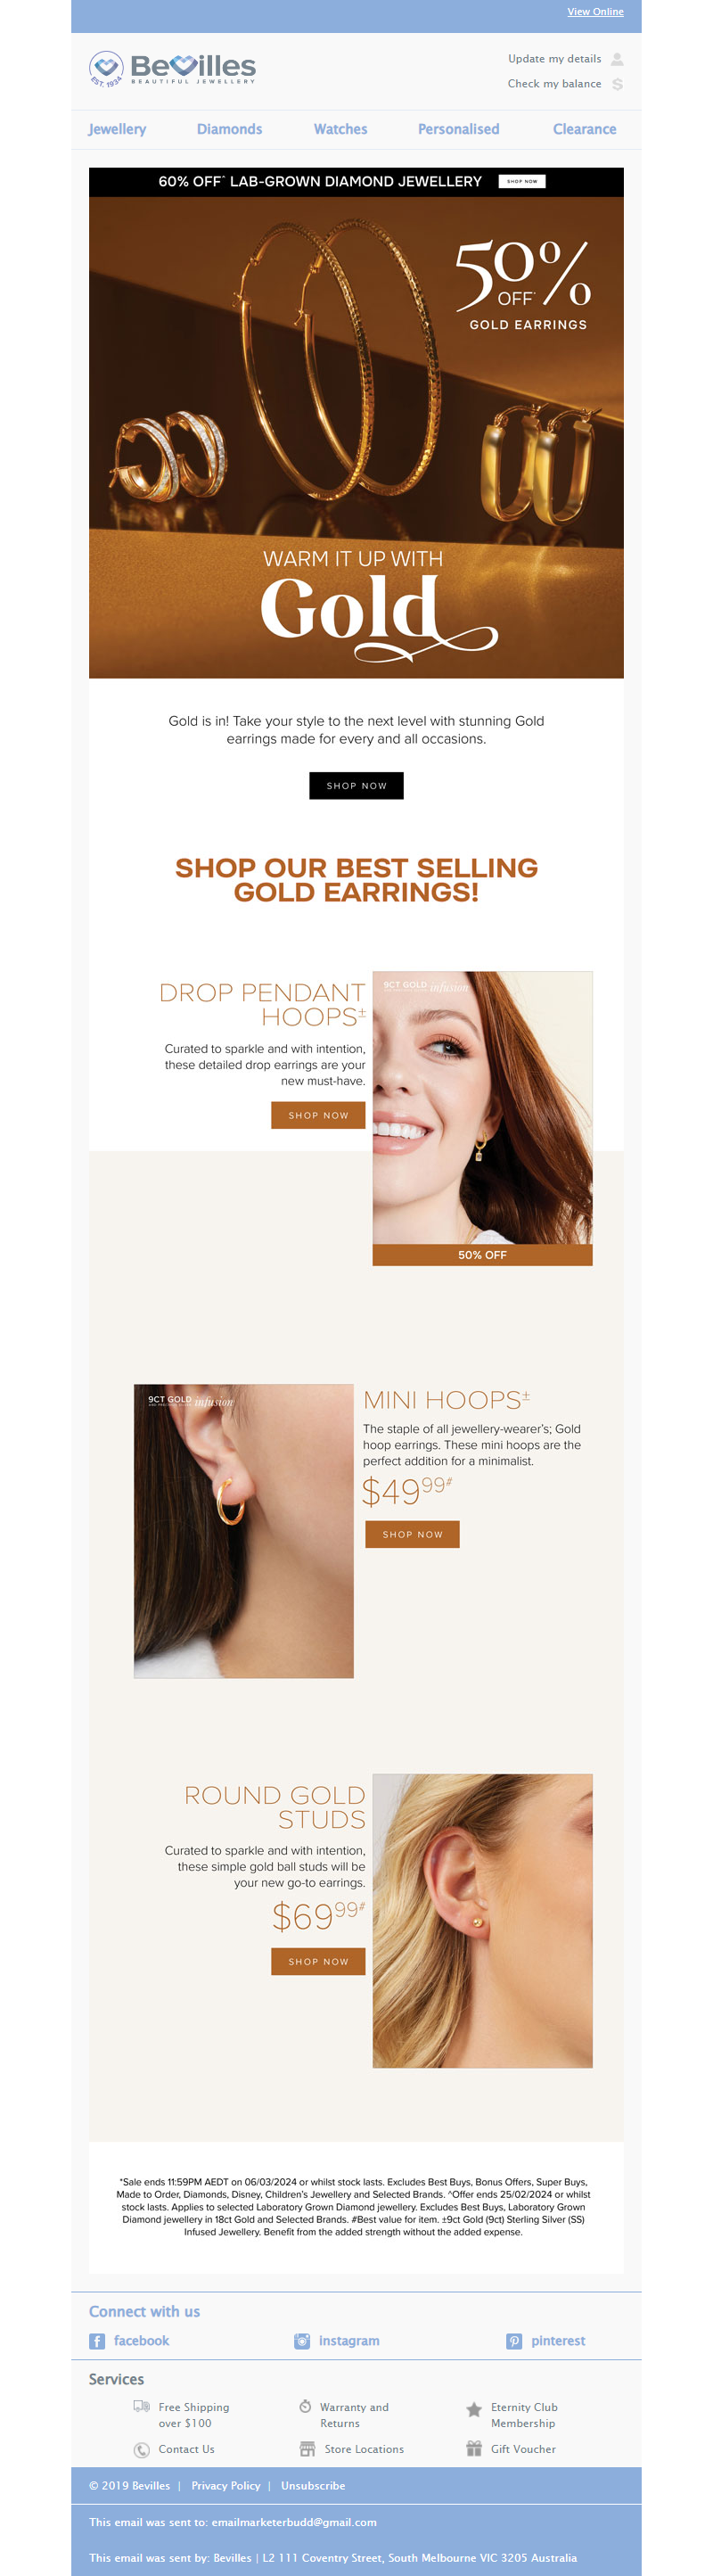 View Online
BeVilles
BEAUTIFUL JEWELLERY
EST. 1934
Update my details
Check my balance
$
Jewellery Diamonds Watches Personalised Clearance
60% OFF^ LAB-GROWN DIAMOND JEWELLERY SHOP NOW
50%
OFF*
GOLD EARRINGS
WARM IT UP WITH
Gold
Gold is in! Take your style to the next level with stunning Gold
earrings made for every and all occasions.
SHOP NOW
SHOP OUR BEST SELLING
GOLD EARRINGS!
DROP PENDANT
HOOPS±
Curated to sparkle and with intention,
these detailed drop earrings are your
new must-have.
SHOP NOW
9CT GOLD infusion
50% OFF
9CT GOLD infusion
MINI HOOPS±
The staple of all jewellery-wearer's; Gold
hoop earrings. These mini hoops are the
perfect addition for a minimalist.
$49 99#
SHOP NOW
ROUND GOLD
STUDS
Curated to sparkle and with intention,
these simple gold ball studs will be
your new go-to earrings.
$69 99#
SHOP NOW
*Sale ends 11:59PM AEDT on 06/03/2024 or whilst stock lasts. Excludes Best Buys, Bonus Offers, Super Buys,
Made to Order, Diamonds, Disney, Children's Jewellery and Selected Brands. ^Offer ends 25/02/2024 or whilst
stock lasts. Applies to selected Laboratory Grown Diamond jewellery. Excludes Best Buys, Laboratory Grown
Diamond jewellery in 18ct Gold and Selected Brands. #Best value for item. ±9ct Gold (9ct) Sterling Silver (SS)
Infused Jewellery. Benefit from the added strength without the added expense.
Connect with us
facebook instagram pinterest
Services
Free Shipping
over $100
Warranty and
Returns
Eternity Club
Membership
Contact Us Store Locations Gift Voucher
© 2019 Bevilles | Privacy Policy | Unsubscribe
This email was sent to: emailmarketerbudd@gmail.com
This email was sent by: Bevilles | L2 111 Coventry Street, South Melbourne VIC 3205 Australia